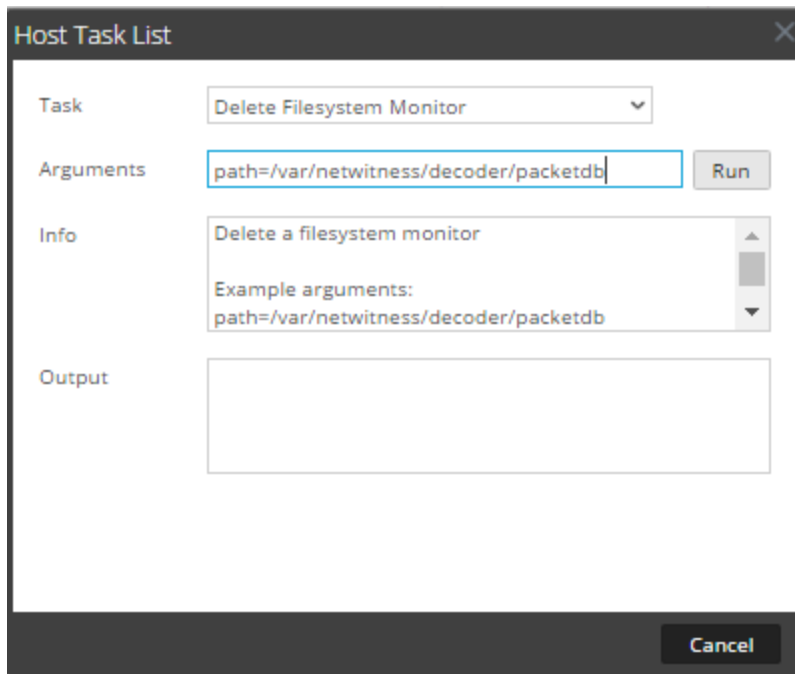 Host Task List
Task
Delete Filesystem Monitor
Arguments
path=/var/netwitness/decoder/packetdb
Run
Info
Delete a filesystem monitor
Example arguments:
path=/var/netwitness/decoder/packetdb
Output
Cancel